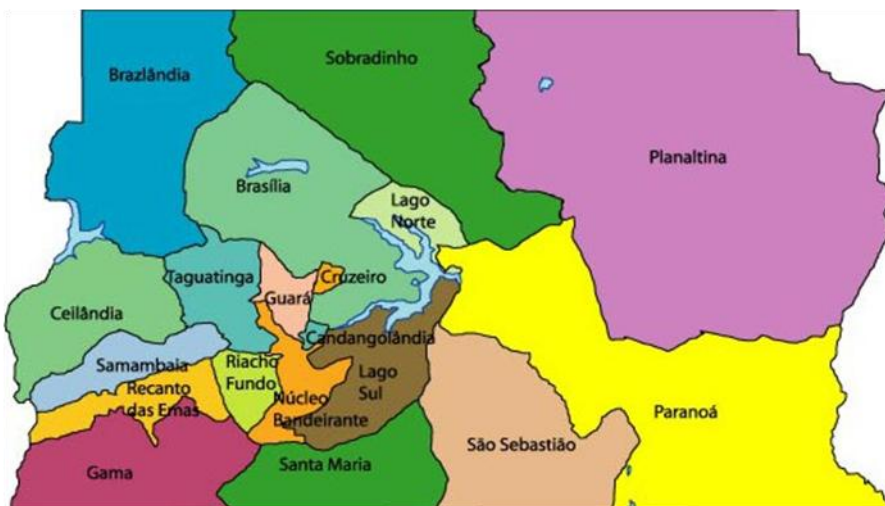 Sobradinho
Brazlândia
Planaltina
Brasília
Lago
Norte
Taguatinga
Cruzeiro
Guará
Ceilândia
Candangolândia
Samambaia
Riacho
Fundo
Lago
Sul
Recanto
das Emas
Núcleo
Bandeirante
Paranoá
São Sebastião
Santa Maria
Gama